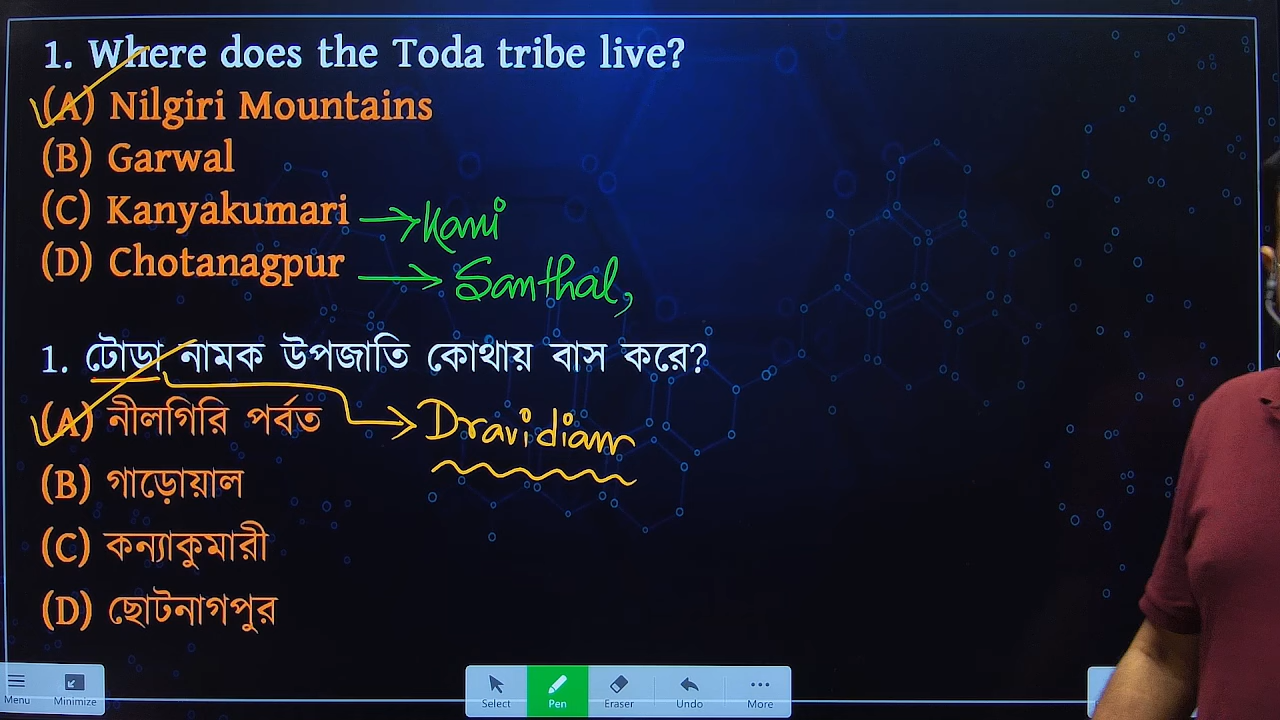 1. Where does the Toda tribe live?
(A) Nilgiri Mountains
(B) Garwal
(C) Kanyakumari → Kani
(D) Chotanagpur → Santhal,
1. টোডা নামক উপজাতি কোথায় বাস করে?
(A) নীলগিরি পর্বত → Dravidian
(B) গাড়োয়াল
(C) কন্যাকুমারী
(D) ছোটনাগপুর
Menu Minimize Select Pen Eraser Undo More